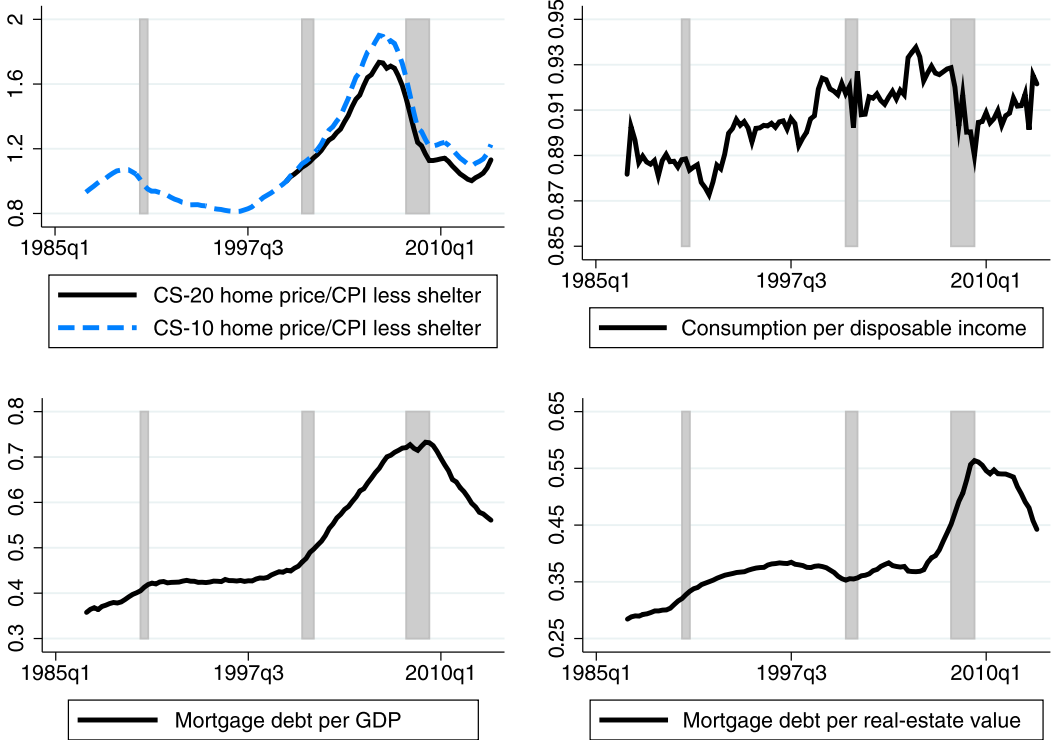 2
1.6
1.2
0.8
1985q1 1997q3 2010q1
CS-20 home price/CPI less shelter
CS-10 home price/CPI less shelter
0.95
0.93
0.91
0.89
0.87
0.85
1985q1 1997q3 2010q1
Consumption per disposable income
0.8
0.7
0.6
0.5
0.4
0.3
1985q1 1997q3 2010q1
Mortgage debt per GDP
0.65
0.55
0.45
0.35
0.25
1985q1 1997q3 2010q1
Mortgage debt per real-estate value